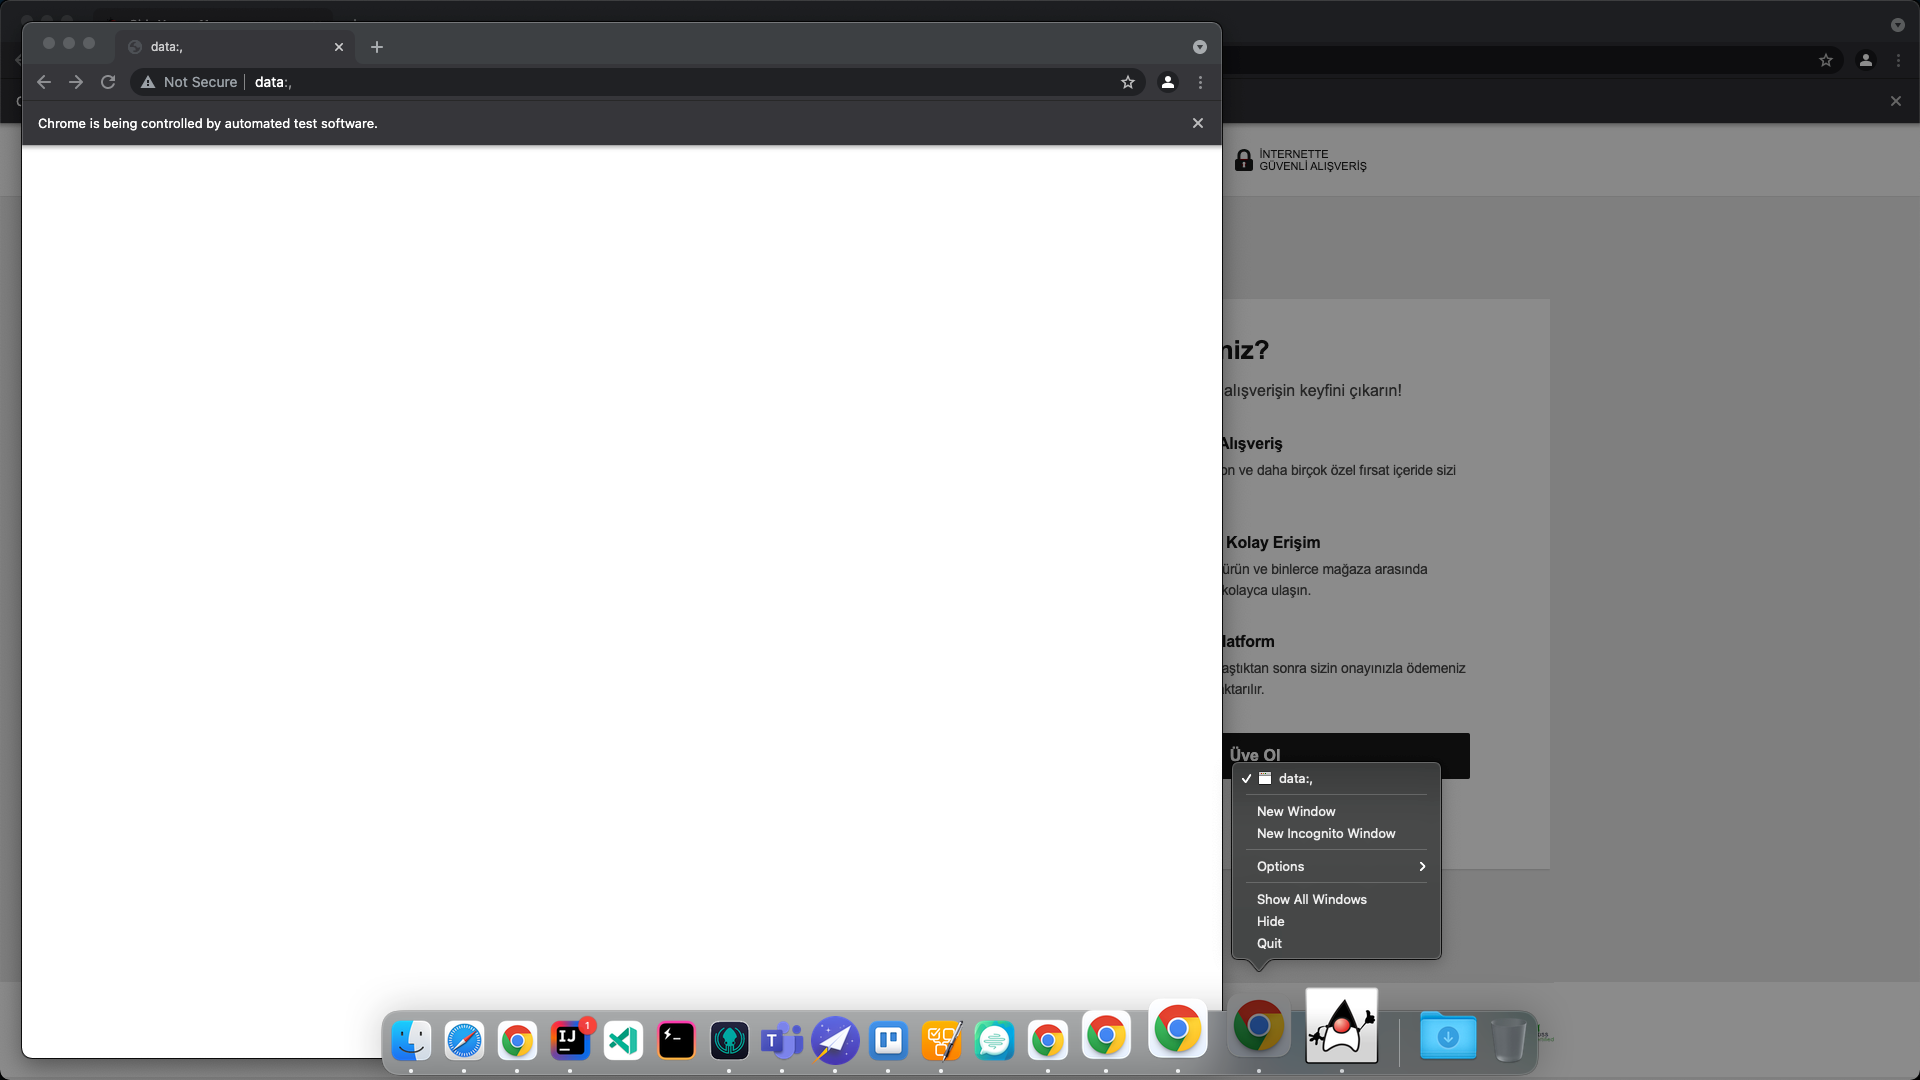 data:,
Not Secure
data:,
Chrome is being controlled by automated test software.
İNTERNETTE
GÜVENLİ ALIŞVERİŞ
niz?
alışverişin keyfini çıkarın!
Alışveriş
on ve daha birçok özel fırsat içeride sizi
Kolay Erişim
ürün ve binlerce mağaza arasında
kolayca ulaşın.
latform
aştıktan sonra sizin onayınızla ödemeniz
ktarılır.
Üye Ol
data:,
New Window
New Incognito Window
Options
Show All Windows
Hide
Quit
IJ
1
T